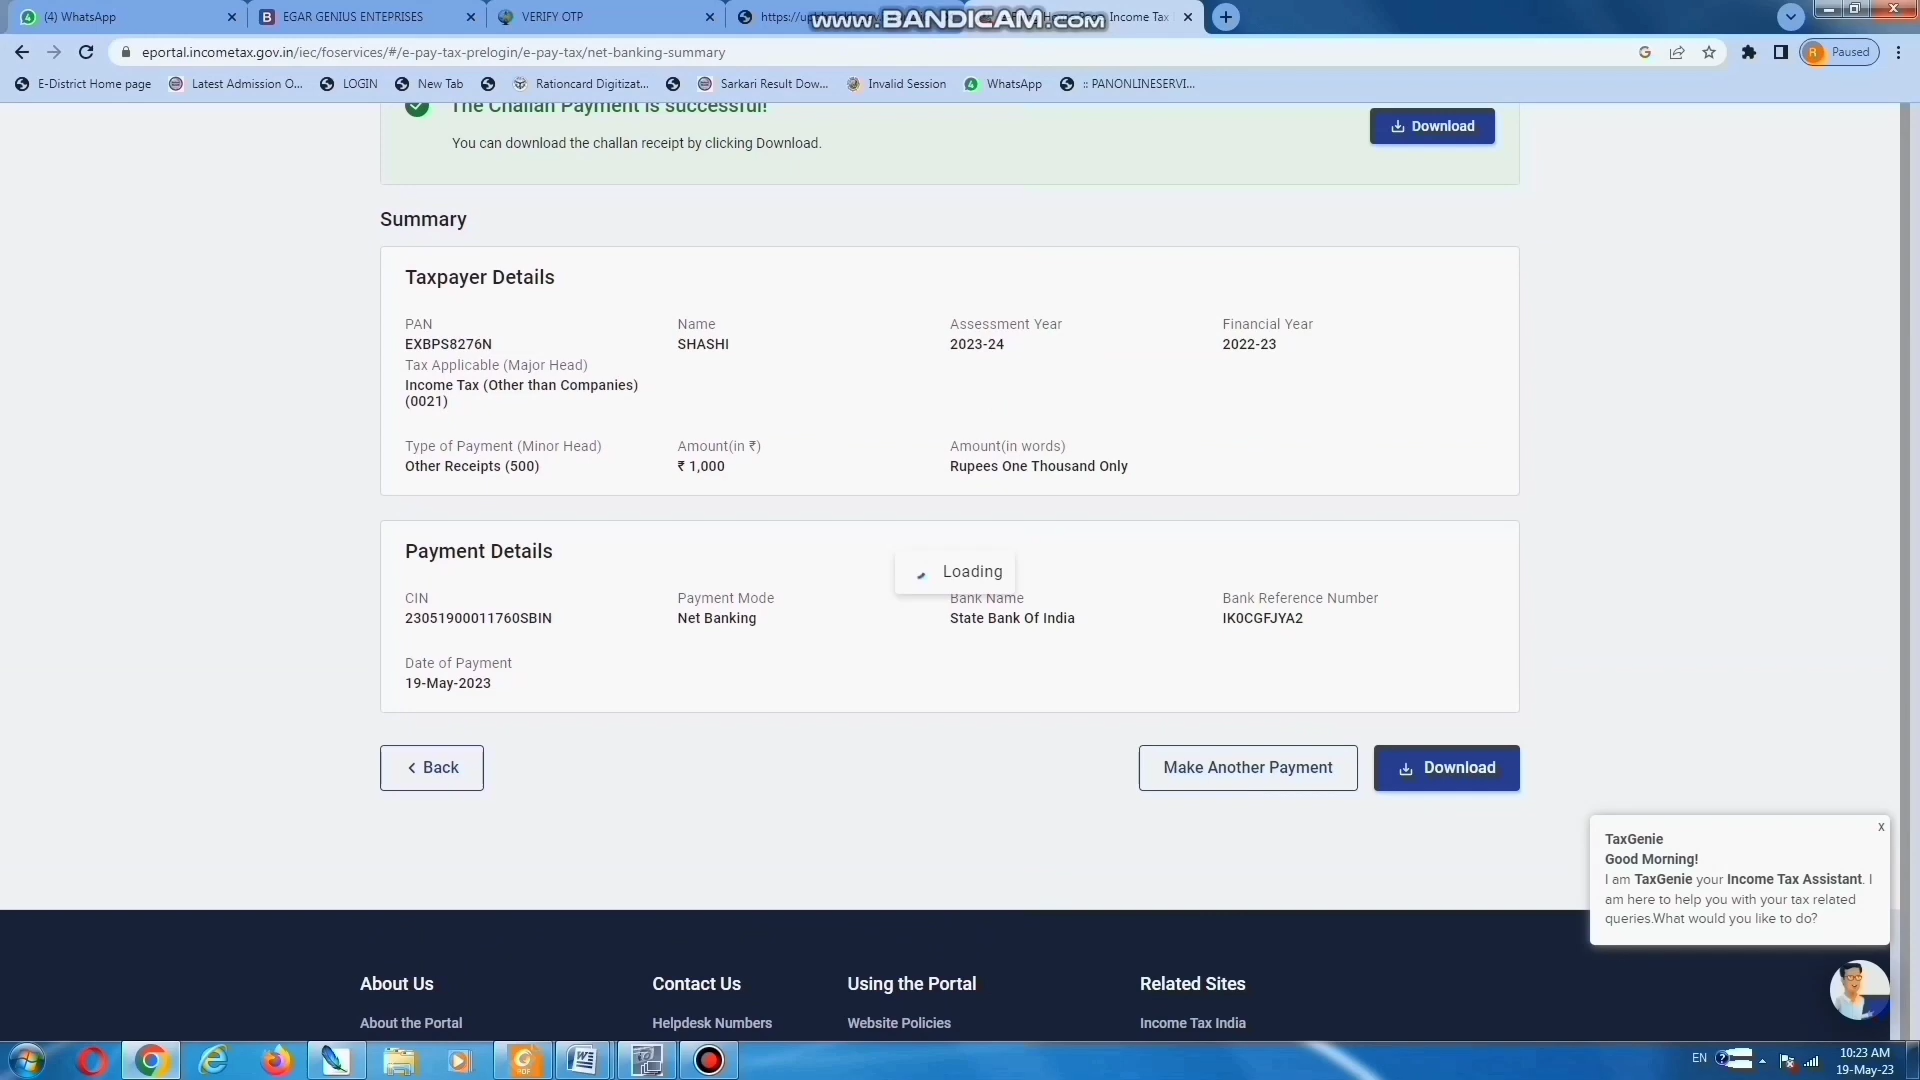 (4) WhatsApp
EGAR GENIUS ENTEPRISES
VERIFY OTP
www.BANDICAM.com
Income Tax
eportal.incometax.gov.in/iec/foservices/#/e-pay-tax-prelogin/e-pay-tax/net-banking-summary
R Paused
E-District Home page
Latest Admission O...
LOGIN
New Tab
Rationcard Digitizat...
Sarkari Result Dow...
Invalid Session
WhatsApp
:: PANONLINESERVI...
The Challan Payment is successful!
Download
You can download the challan receipt by clicking Download.
Summary
Taxpayer Details
PAN
Name
Assessment Year
Financial Year
EXBPS8276N
SHASHI
2023-24
2022-23
Tax Applicable (Major Head)
Income Tax (Other than Companies)
(0021)
Type of Payment (Minor Head)
Amount(in ₹)
Amount(in words)
Other Receipts (500)
₹ 1,000
Rupees One Thousand Only
Payment Details
Loading
CIN
Payment Mode
Bank Name
Bank Reference Number
23051900011760SBIN
Net Banking
State Bank Of India
IK0CGFJYA2
Date of Payment
19-May-2023
Back
Make Another Payment
Download
x
TaxGenie
Good Morning!
I am TaxGenie your Income Tax Assistant. I
am here to help you with your tax related
queries.What would you like to do?
About Us
Contact Us
Using the Portal
Related Sites
About the Portal
Helpdesk Numbers
Website Policies
Income Tax India
EN
10:23 AM
19-May-23